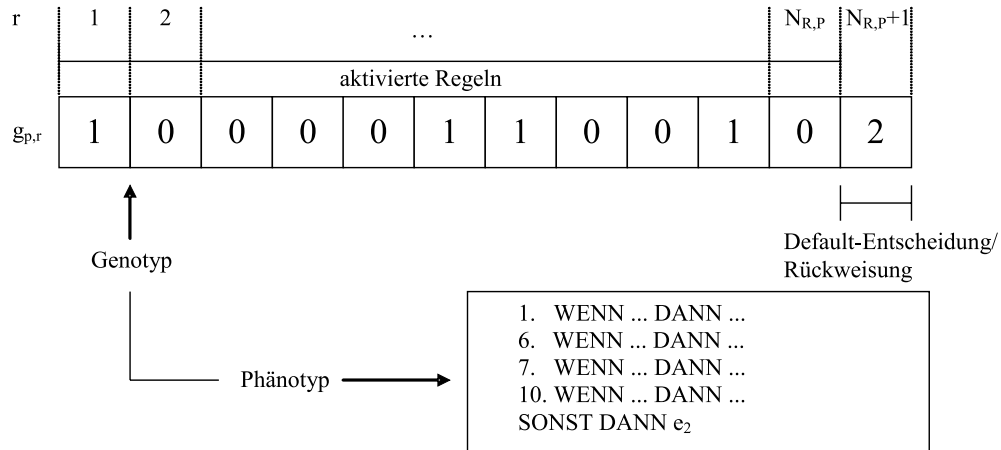 r 1 2 … N_R,P N_R,P+1
aktivierte Regeln
g_p,r 1 0 0 0 0 1 1 0 0 1 0 2
Default-Entscheidung/
Rückweisung
Genotyp
1. WENN ... DANN ...
6. WENN ... DANN ...
7. WENN ... DANN ...
10. WENN ... DANN ...
SONST DANN e₂
Phänotyp